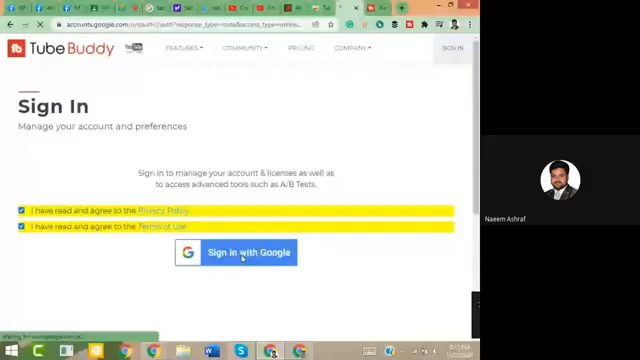 accounts.google.com/o/oauth2/auth?response_type=code&access_type=online
TubeBuddy
FEATURES
COMMUNITY
PRICING
COMPANY
SIGN IN
Sign In
Manage your account and preferences
Sign in to manage your account & licenses as well as
to access advanced tools such as A/B Tests.
I have read and agree to the Privacy Policy
I have read and agree to the Terms of Use
Sign in with Google
Naeem Ashraf